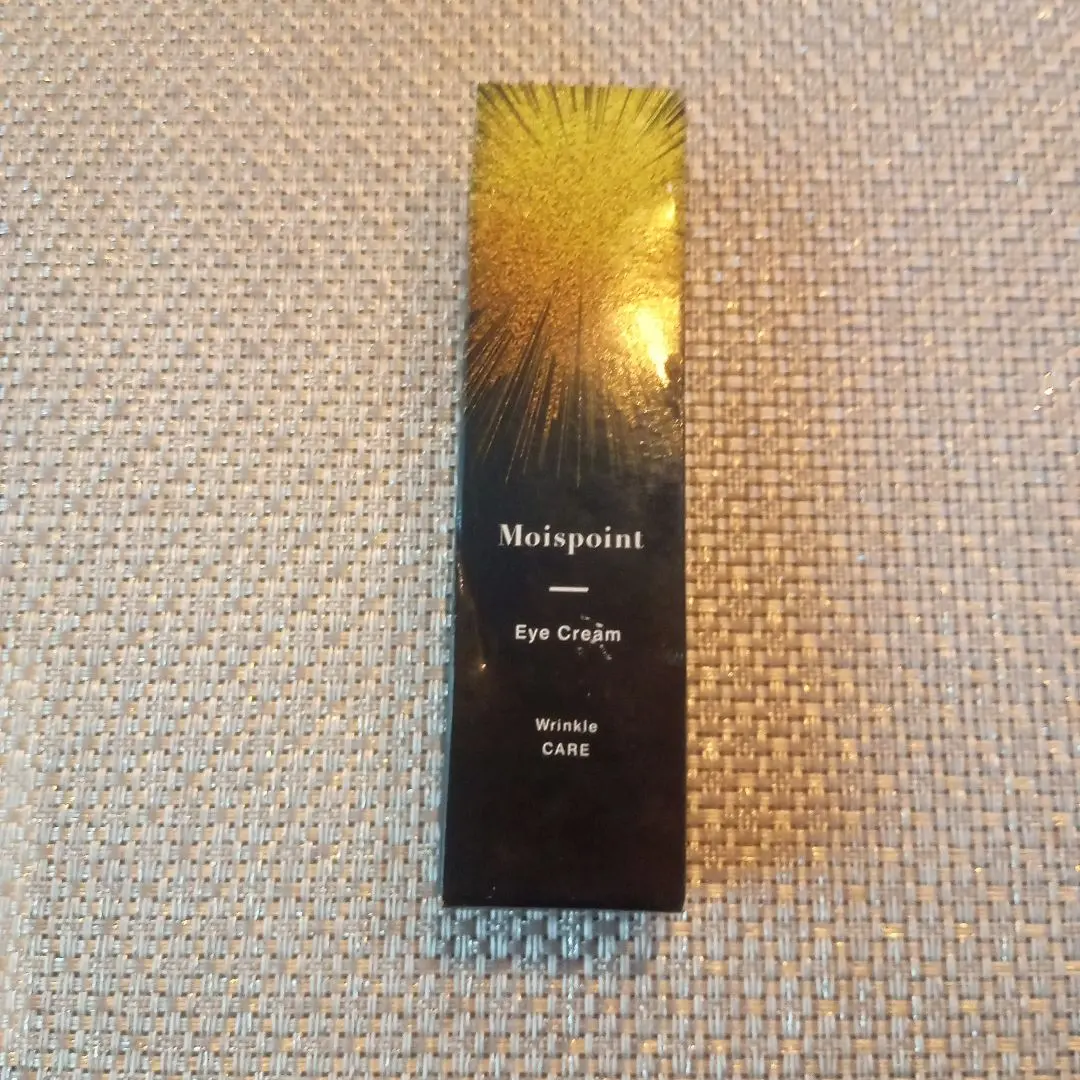 Moispoint
Eye Cream
Wrinkle
CARE